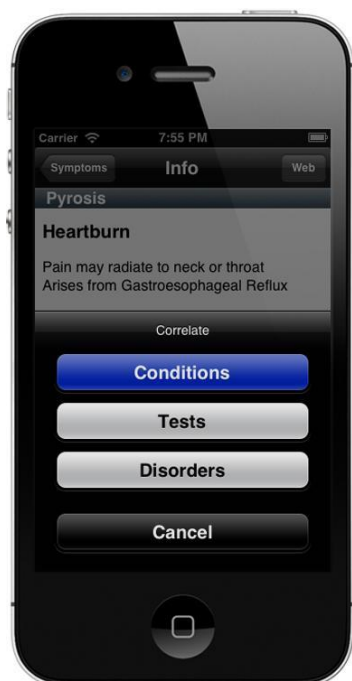 Carrier 7:55 PM
Symptoms Info Web
Pyrosis
Heartburn
Pain may radiate to neck or throat
Arises from Gastroesophageal Reflux
Correlate
Conditions
Tests
Disorders
Cancel